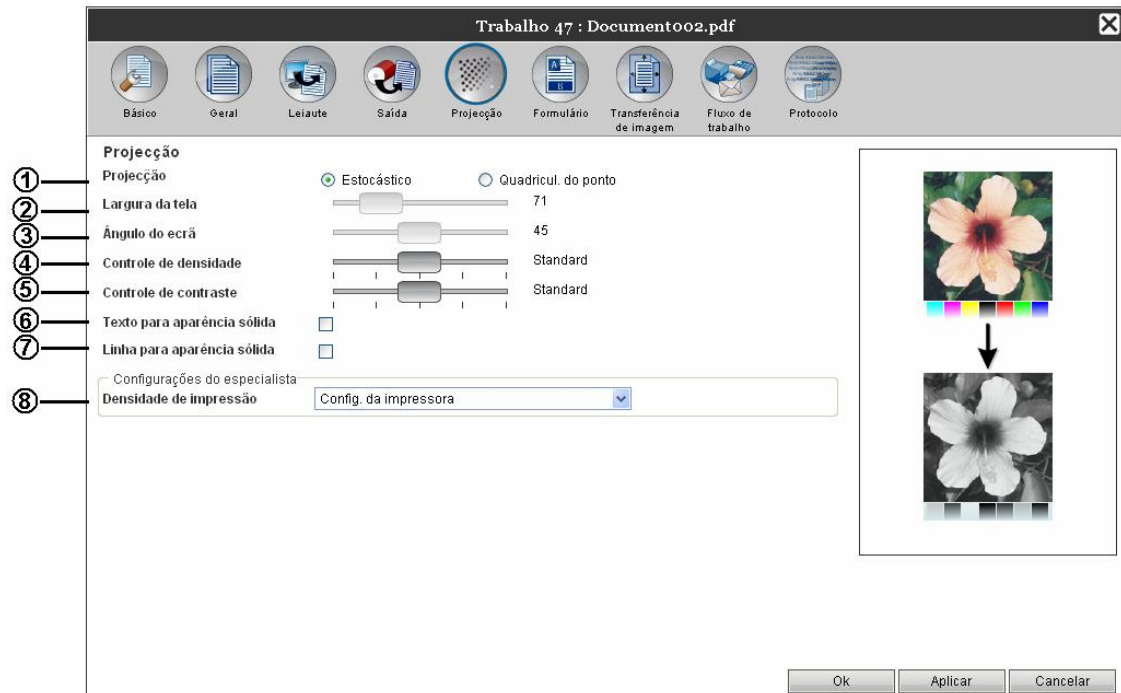 Trabalho 47 : Document002.pdf
Básico
Geral
Leiaute
Saída
Projecção
Formulário
Transferência
de imagem
Fluxo de
trabalho
Protocolo
Projecção
1 Projecção Estocástico Quadricul. do ponto
2 Largura da tela 71
3 Ângulo do ecrã 45
4 Controle de densidade Standard
5 Controle de contraste Standard
6 Texto para aparência sólida
7 Linha para aparência sólida
Configurações do especialista
8 Densidade de impressão Config. da impressora
Ok Aplicar Cancelar